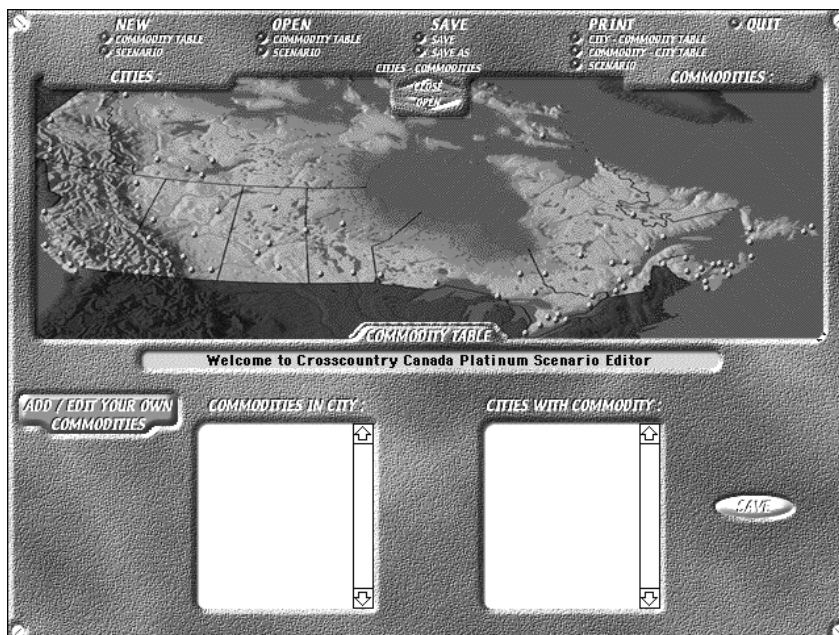 NEW OPEN SAVE PRINT QUIT
COMMODITY TABLE COMMODITY TABLE SAVE CITY - COMMODITY TABLE
SCENARIO SCENARIO SAVE AS COMMODITY - CITY TABLE
CITIES - COMMODITIES SCENARIO
CITIES : CLOSE COMMODITIES :
OPEN
COMMODITY TABLE
Welcome to Crosscountry Canada Platinum Scenario Editor
ADD / EDIT YOUR OWN COMMODITIES IN CITY : CITIES WITH COMMODITY :
COMMODITIES
SAVE